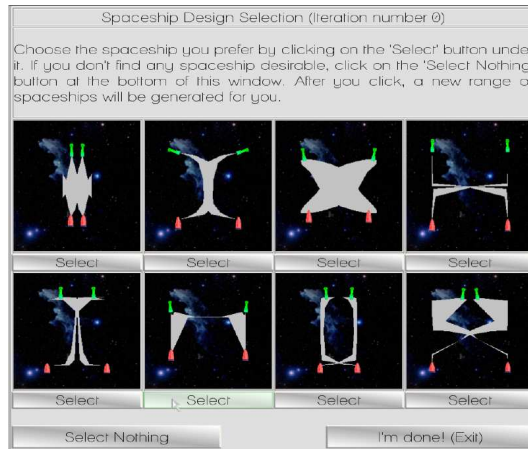 Spaceship Design Selection (Iteration number 0)
Choose the spaceship you prefer by clicking on the 'Select' button unde
it. If you don't find any spaceship desirable, click on the 'Select Nothing
button at the bottom of this window. After you click, a new range o
spaceships will be generated for you.
Select Select Select Select
Select Select Select Select
Select Nothing I'm done! (Exit)